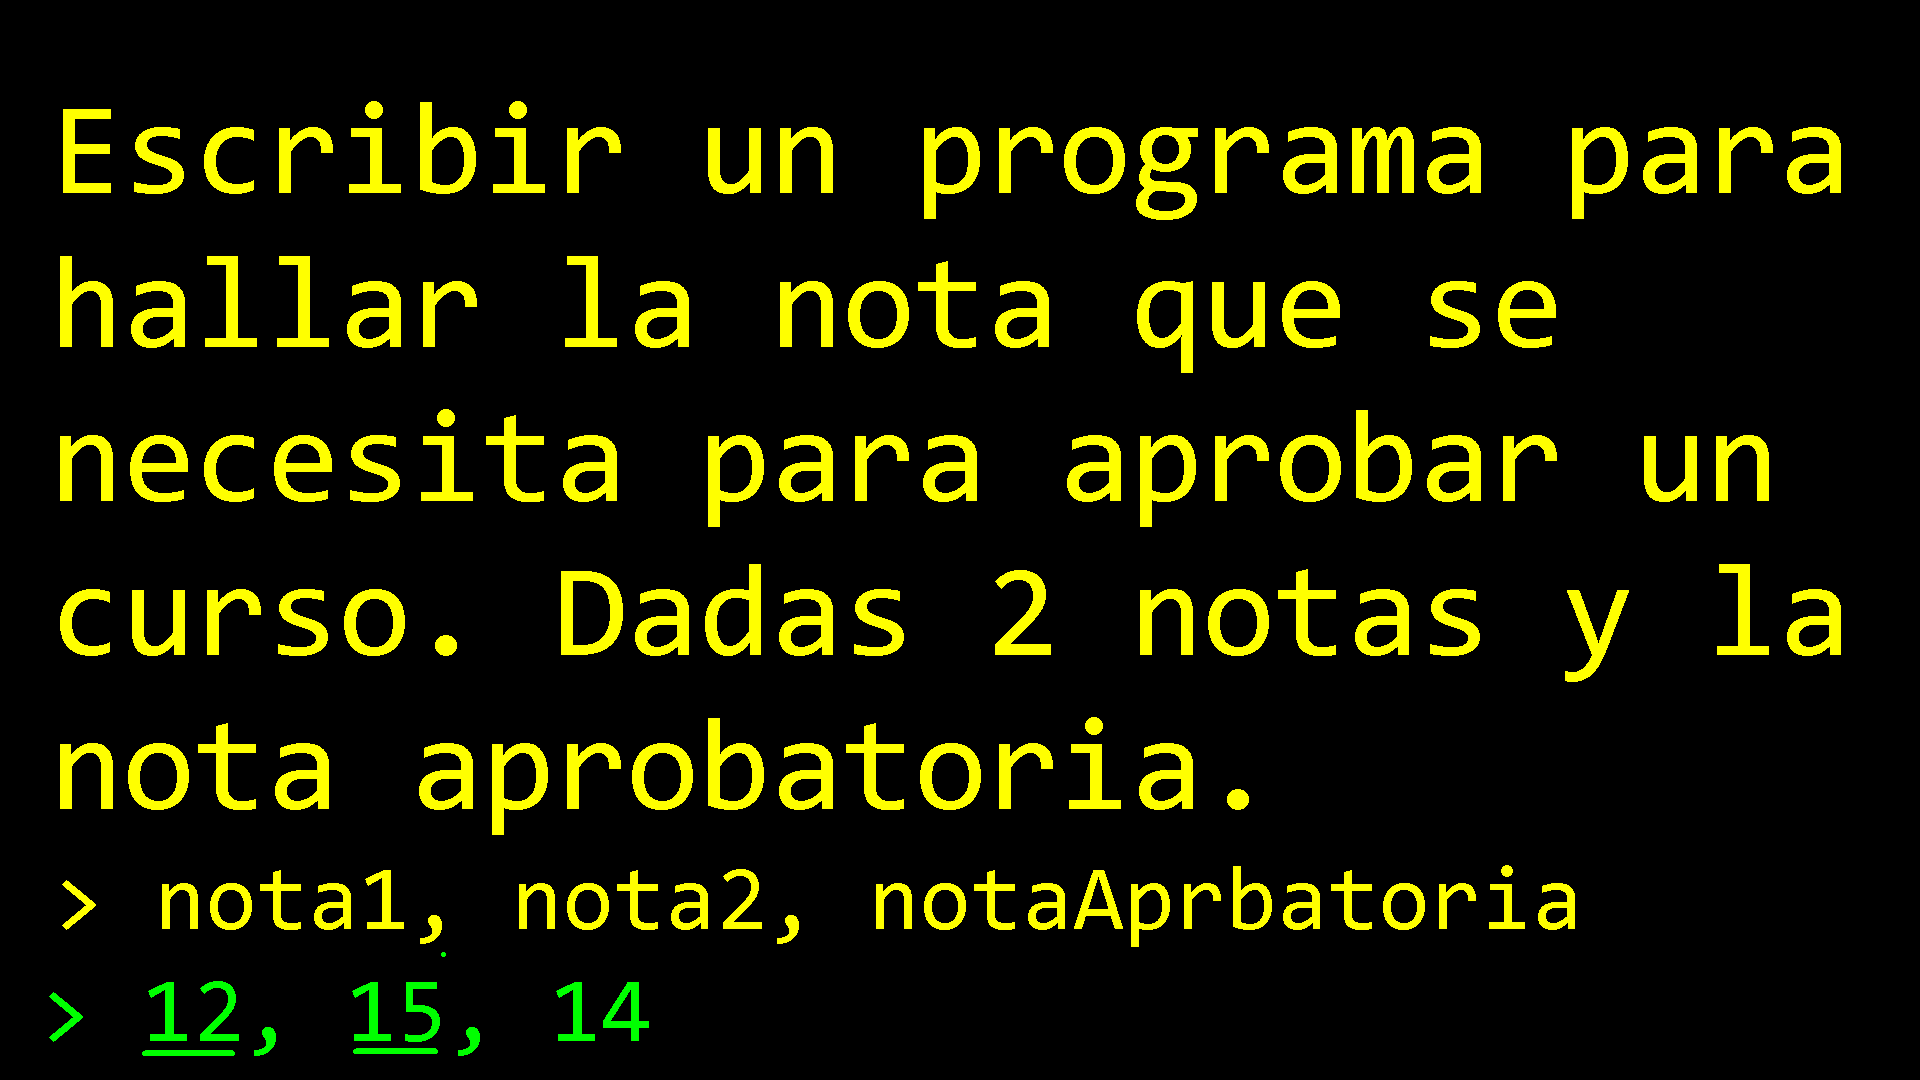 Escribir un programa para
hallar la nota que se
necesita para aprobar un
curso. Dadas 2 notas y la
nota aprobatoria.
> nota1, nota2, notaAprbatoria
> 12, 15, 14